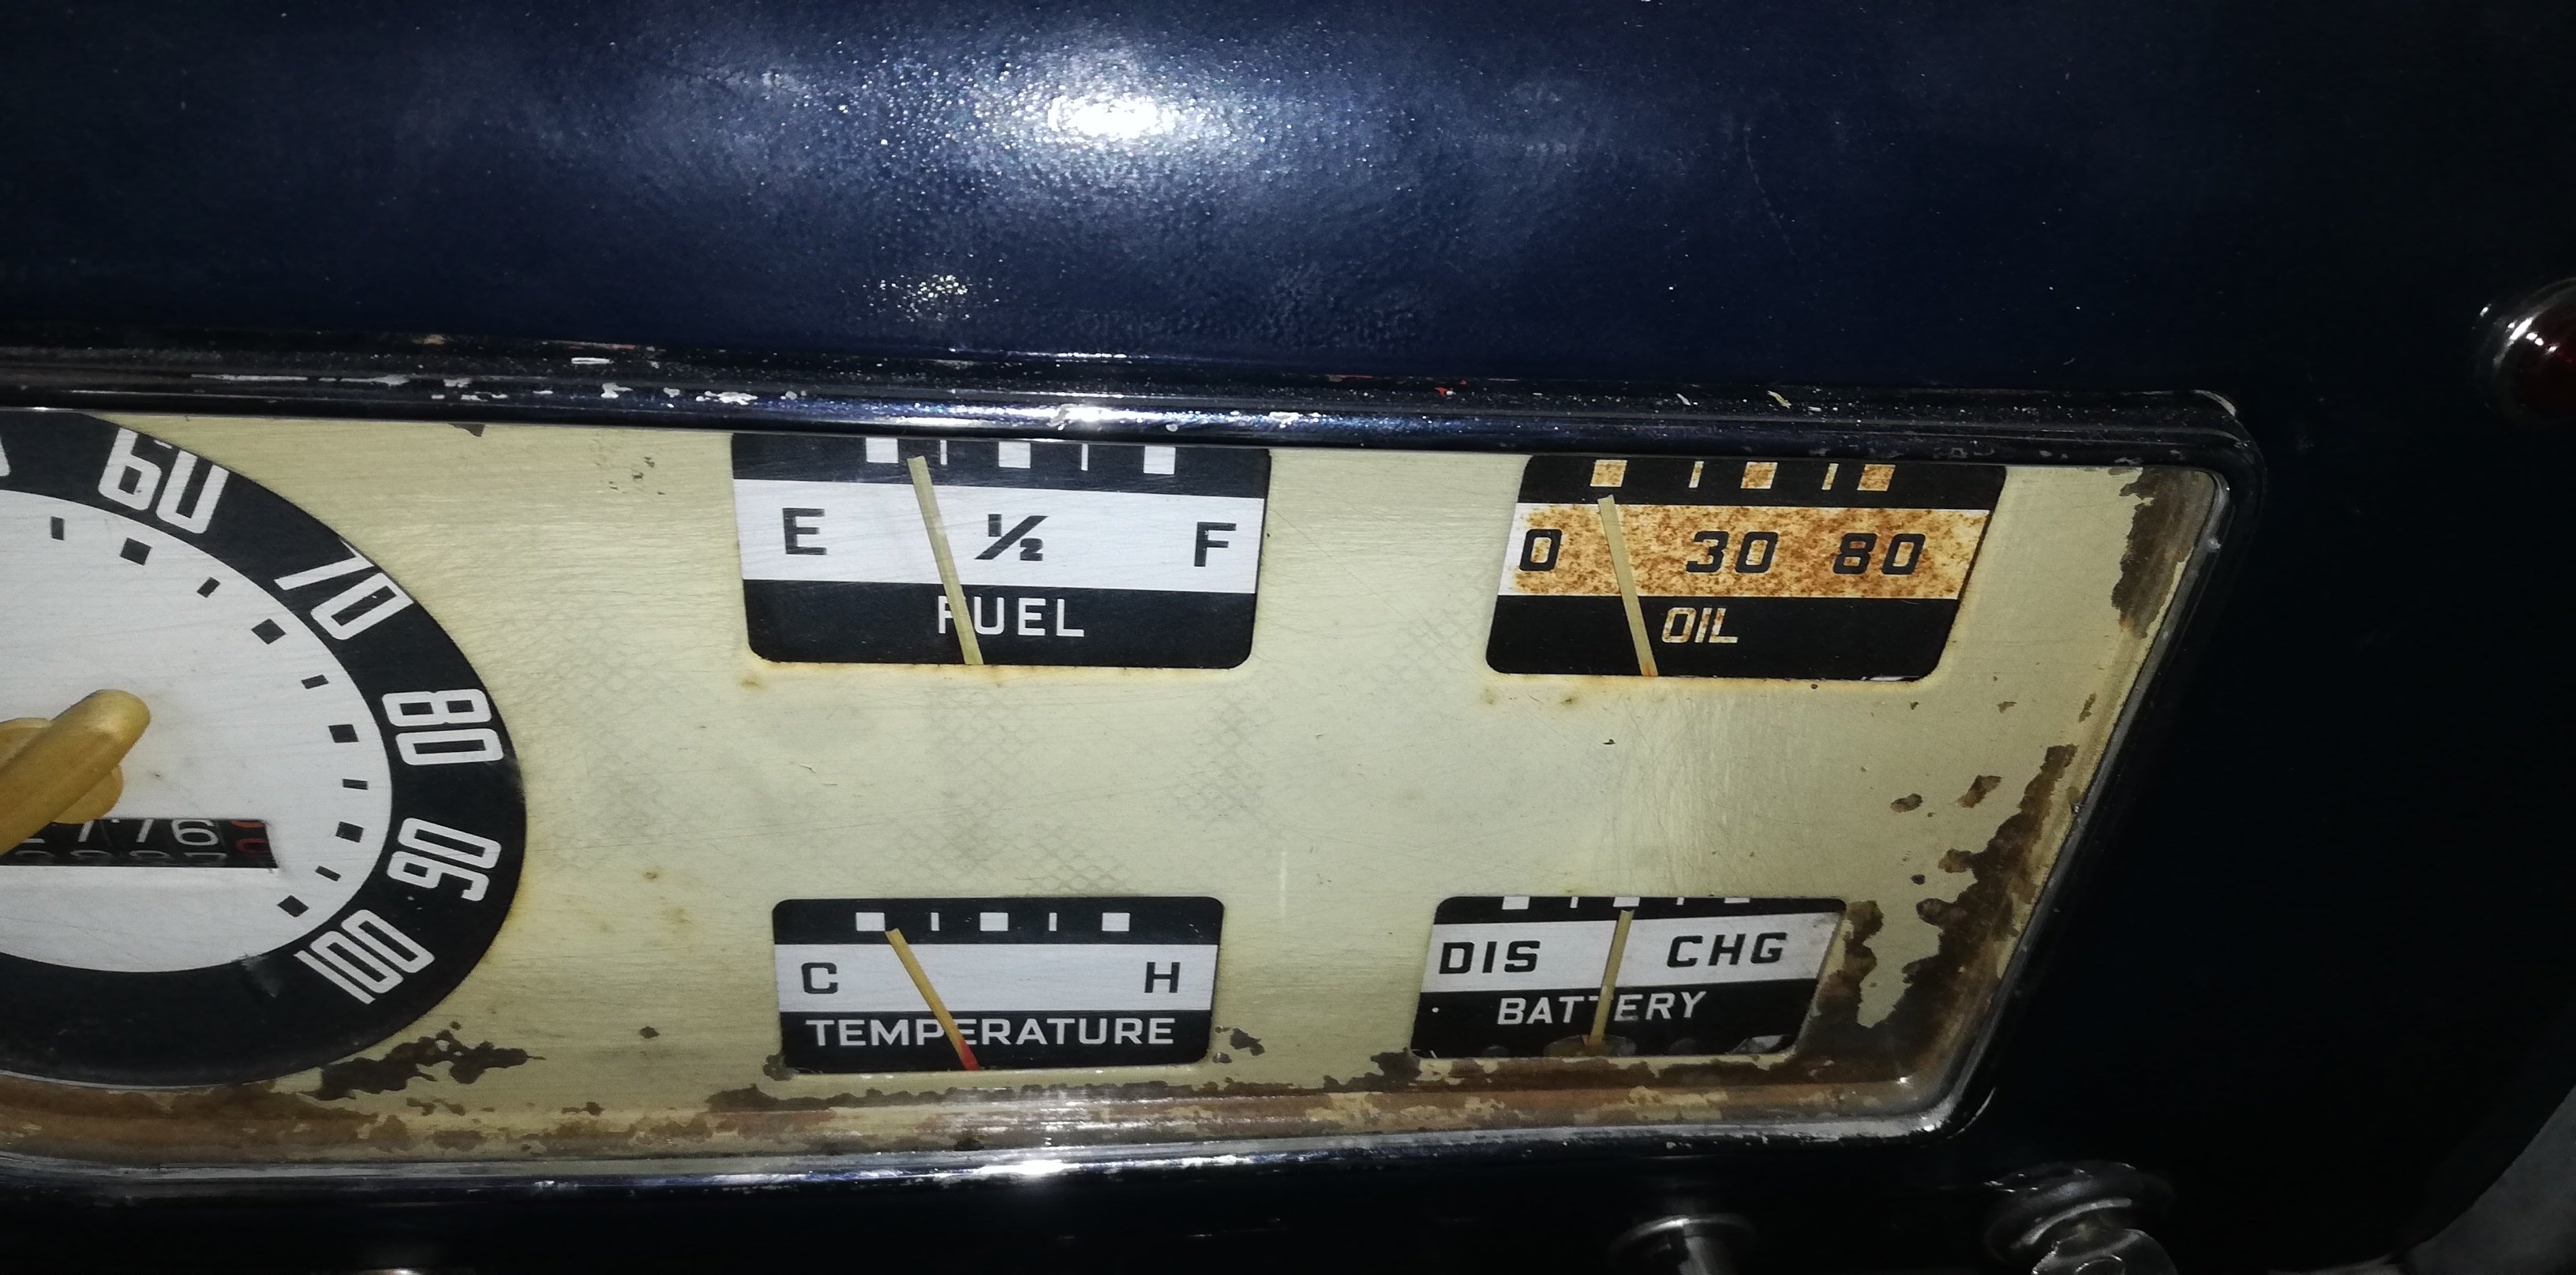 60
70
80
90
100
E ½ F
FUEL
0 30 80
OIL
C H
TEMPERATURE
DIS CHG
BATTERY